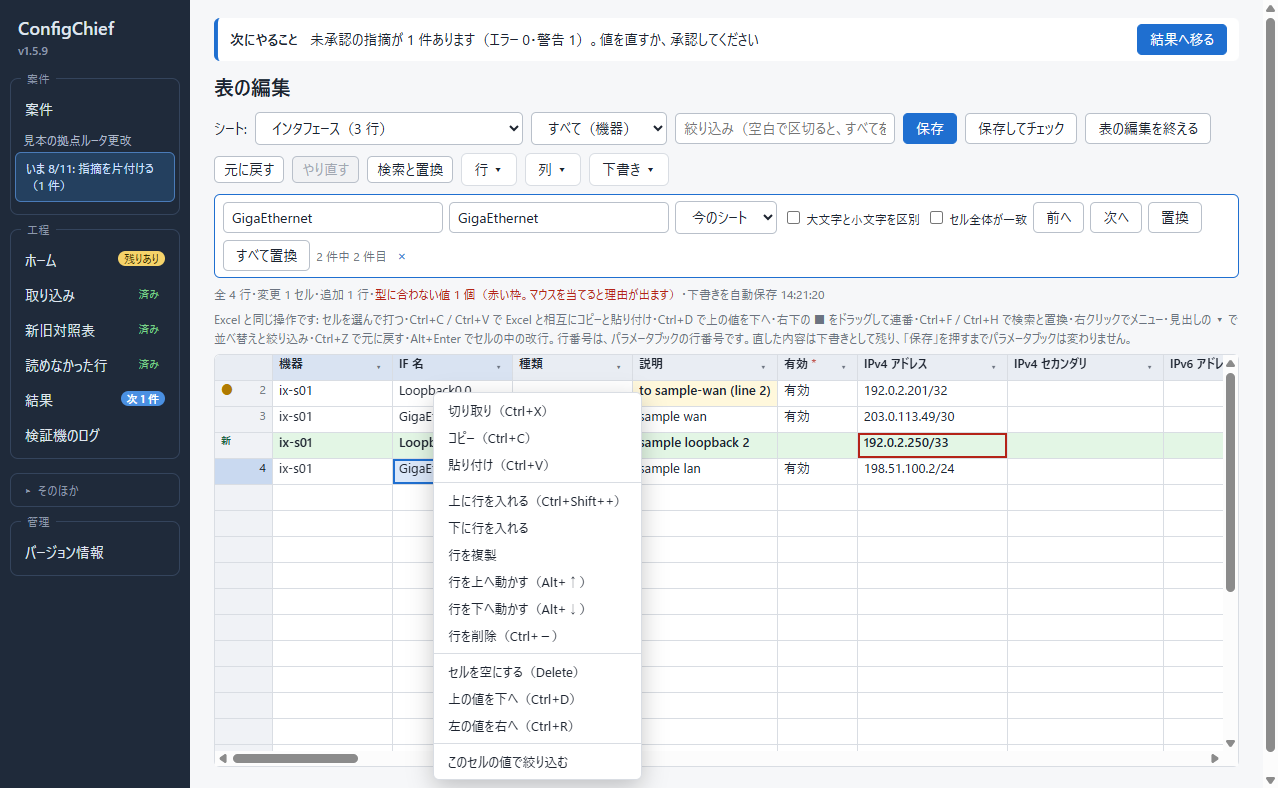 ConfigChief
v1.5.9
案件
案件
見本の拠点ルータ更改
いま 8/11: 指摘を片付ける
（1 件）
工程
ホーム 残りあり
取り込み 済み
新旧対照表 済み
読めなかった行 済み
結果 次 1 件
検証機のログ
▸ そのほか
管理
バージョン情報
次にやること 未承認の指摘が 1 件あります（エラー 0・警告 1）。値を直すか、承認してください 結果へ移る
表の編集
シート: インタフェース（3 行） すべて（機器） 絞り込み（空白で区切ると、すべてを 保存 保存してチェック 表の編集を終える
元に戻す やり直す 検索と置換 行 ▾ 列 ▾ 下書き ▾
GigaEthernet GigaEthernet 今のシート 大文字と小文字を区別 セル全体が一致 前へ 次へ 置換
すべて置換 2 件中 2 件目 ×
全 4 行・変更 1 セル・追加 1 行・型に合わない値 1 個（赤い枠。マウスを当てると理由が出ます）・下書きを自動保存 14:21:20
Excel と同じ操作です: セルを選んで打つ・Ctrl+C / Ctrl+V で Excel と相互にコピーと貼り付け・Ctrl+D で上の値を下へ・右下の ■ をドラッグして連番・Ctrl+F / Ctrl+H で検索と置換・右クリックでメニュー・見出しの ▾ で
並べ替えと絞り込み・Ctrl+Z で元に戻す・Alt+Enter でセルの中の改行。行番号は、パラメータブックの行番号です。直した内容は下書きとして残り、「保存」を押すまでパラメータブックは変わりません。
機器 IF 名 種類 説明 有効 * IPv4 アドレス IPv4 セカンダリ IPv6 アドレ
2 ix-s01 Loopback0.0 to sample-wan (line 2) 有効 192.0.2.201/32
3 ix-s01 GigaE sample wan 有効 203.0.113.49/30
新 ix-s01 Loopb sample loopback 2 192.0.2.250/33
4 ix-s01 GigaE sample lan 有効 198.51.100.2/24
切り取り（Ctrl+X）
コピー（Ctrl+C）
貼り付け（Ctrl+V）
上に行を入れる（Ctrl+Shift++）
下に行を入れる
行を複製
行を上へ動かす（Alt+↑）
行を下へ動かす（Alt+↓）
行を削除（Ctrl+−）
セルを空にする（Delete）
上の値を下へ（Ctrl+D）
左の値を右へ（Ctrl+R）
このセルの値で絞り込む